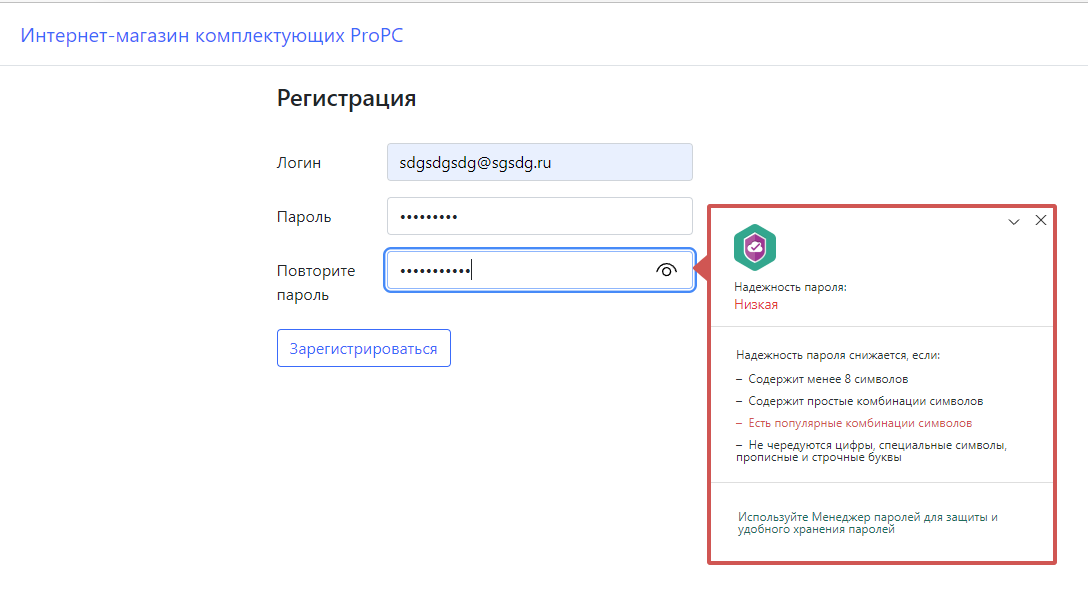 Интернет-магазин комплектующих ProPC
Регистрация
Логин
sdgsdgsdg@sgsdg.ru
Пароль
•••••••••
Повторите
пароль
•••••••••••
Зарегистрироваться
Надежность пароля:
Низкая
Надежность пароля снижается, если:
– Содержит менее 8 символов
– Содержит простые комбинации символов
– Есть популярные комбинации символов
– Не чередуются цифры, специальные символы,
прописные и строчные буквы
Используйте Менеджер паролей для защиты и
удобного хранения паролей